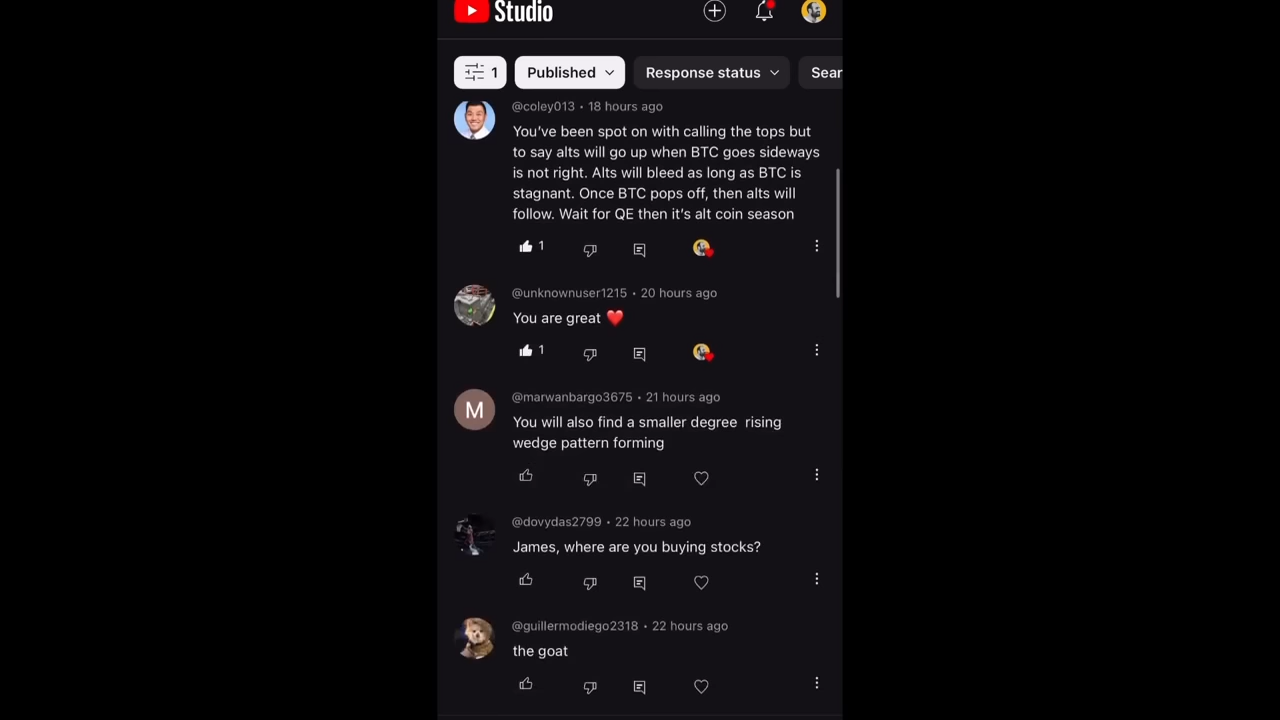 Studio
1
Published
Response status
Sear
@coley013 • 18 hours ago
You've been spot on with calling the tops but
to say alts will go up when BTC goes sideways
is not right. Alts will bleed as long as BTC is
stagnant. Once BTC pops off, then alts will
follow. Wait for QE then it's alt coin season
1
@unknownuser1215 • 20 hours ago
You are great ❤️
1
M
@marwanbargo3675 • 21 hours ago
You will also find a smaller degree  rising
wedge pattern forming
@dovydas2799 • 22 hours ago
James, where are you buying stocks?
@guillermodiego2318 • 22 hours ago
the goat